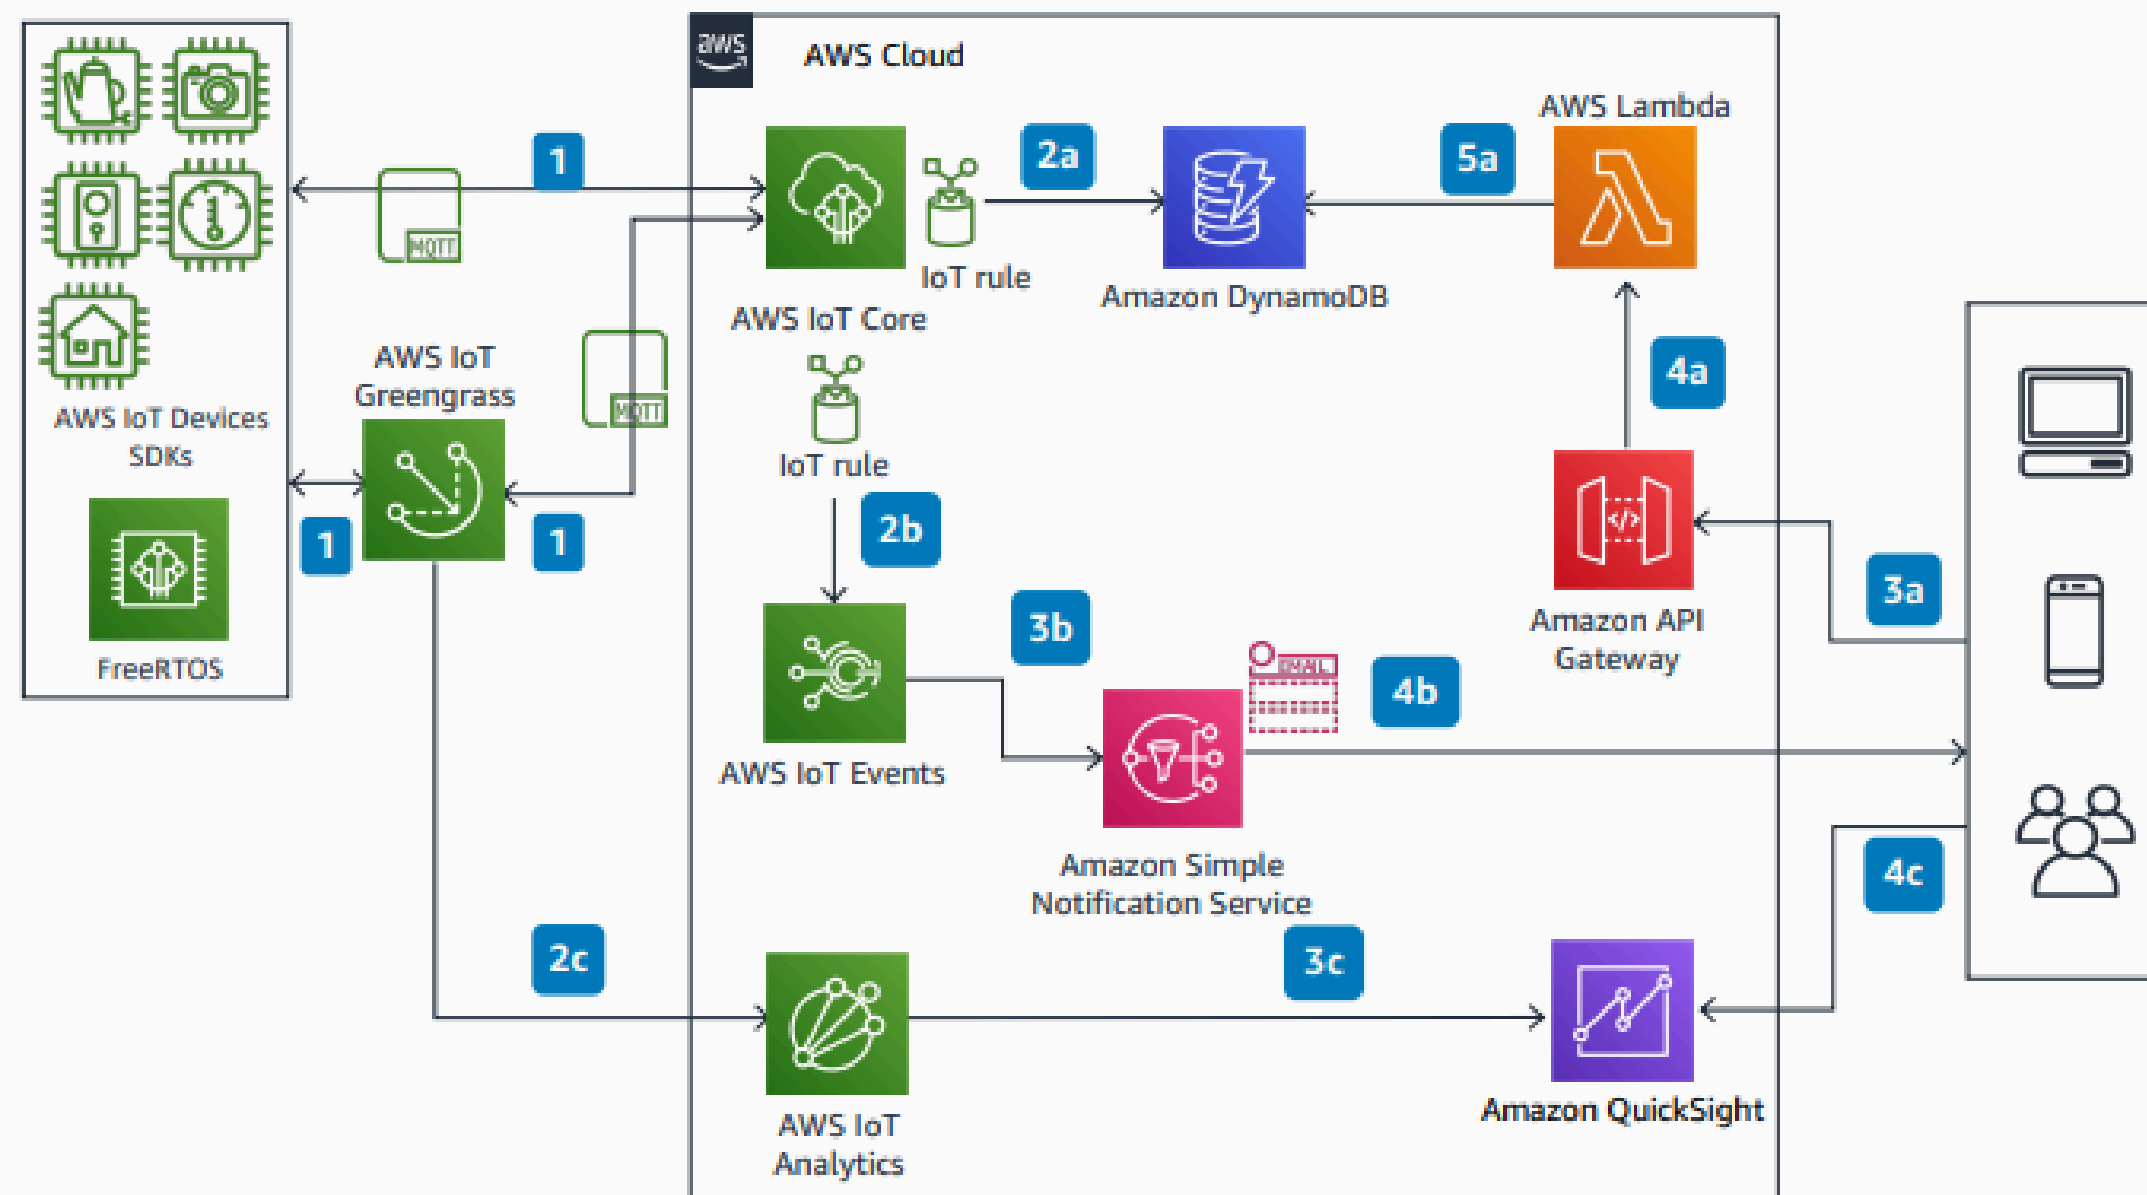 aws
AWS Cloud
AWS Lambda
1
2a
5a
MQTT
IoT rule
Amazon DynamoDB
AWS IoT Core
AWS IoT
Greengrass
MQTT
4a
AWS IoT Devices
SDKs
IoT rule
1
1
2b
3a
FreeRTOS
3b
Amazon API
Gateway
EMAIL
4b
AWS IoT Events
Amazon Simple
Notification Service
4c
2c
3c
Amazon QuickSight
AWS IoT
Analytics